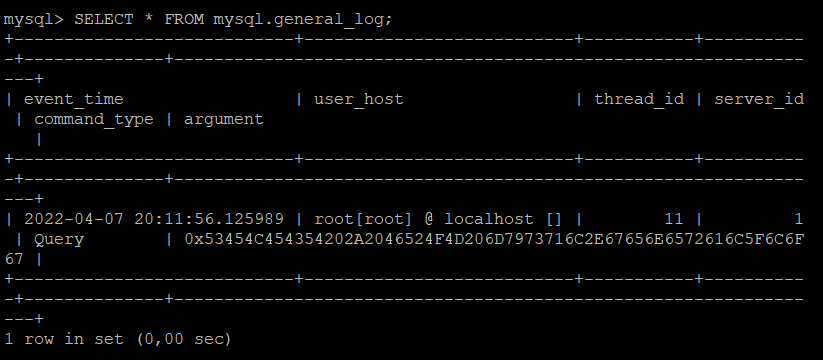 mysql> SELECT * FROM mysql.general_log;
+----------------------------+---------------------------+-----------+----------
-+--------------+---------------------------------------------------------------
---+
| event_time                 | user_host                 | thread_id | server_id
 | command_type | argument
   |
+----------------------------+---------------------------+-----------+----------
-+--------------+---------------------------------------------------------------
---+
| 2022-04-07 20:11:56.125989 | root[root] @ localhost [] |        11 |         1
 | Query        | 0x53454C454354202A2046524F4D206D7973716C2E67656E6572616C5F6C6F
67 |
+----------------------------+---------------------------+-----------+----------
-+--------------+---------------------------------------------------------------
---+
1 row in set (0,00 sec)